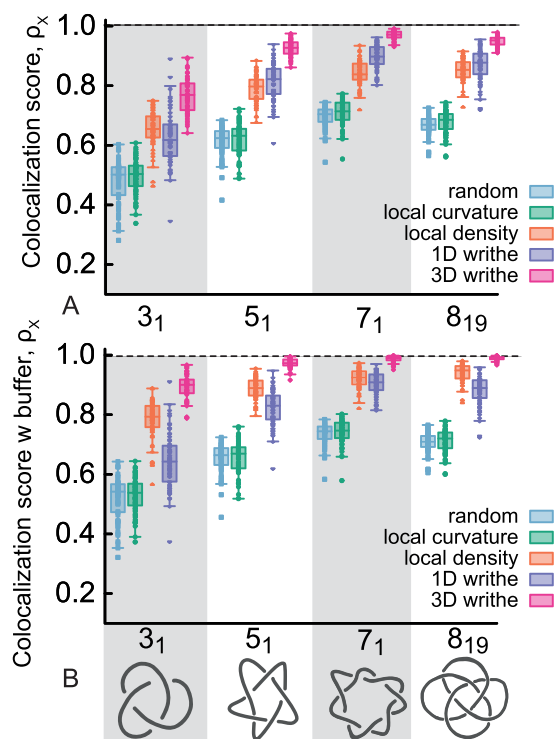 Colocalization score, ρx
1.0
0.8
0.6
0.4
0.2
random
local curvature
local density
1D writhe
3D writhe
A
3₁ 5₁ 7₁ 8₁₉
Colocalization score w buffer, ρx
1.0
0.8
0.6
0.4
0.2
random
local curvature
local density
1D writhe
3D writhe
3₁ 5₁ 7₁ 8₁₉
B